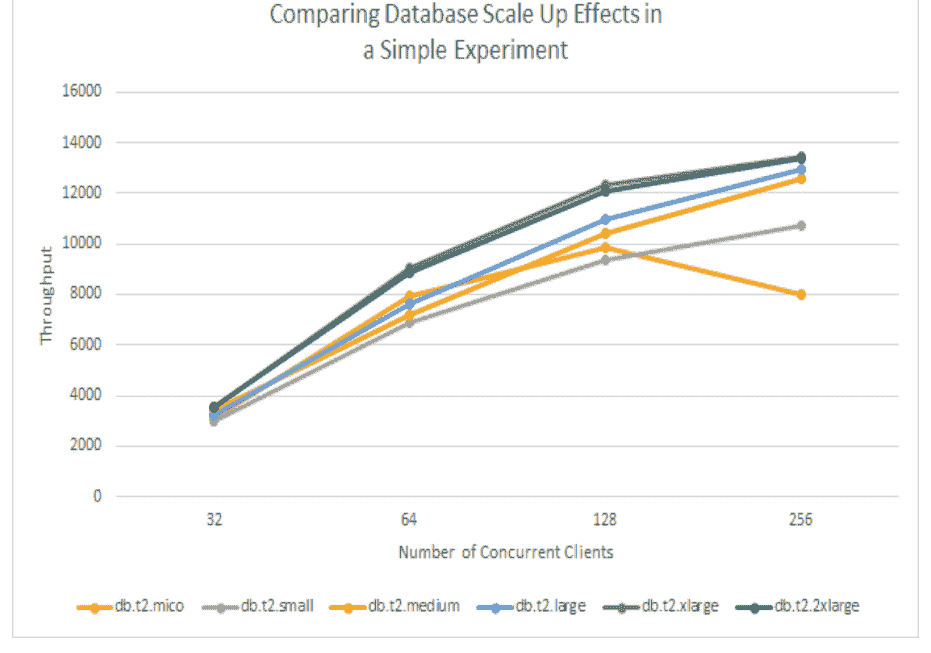 Comparing Database Scale Up Effects in
a Simple Experiment
16000
14000
12000
10000
8000
6000
4000
2000
0
Throughput
32 64 128 256
Number of Concurrent Clients
db.t2.mico db.t2.small db.t2.medium db.t2.large db.t2.xlarge db.t2.2xlarge